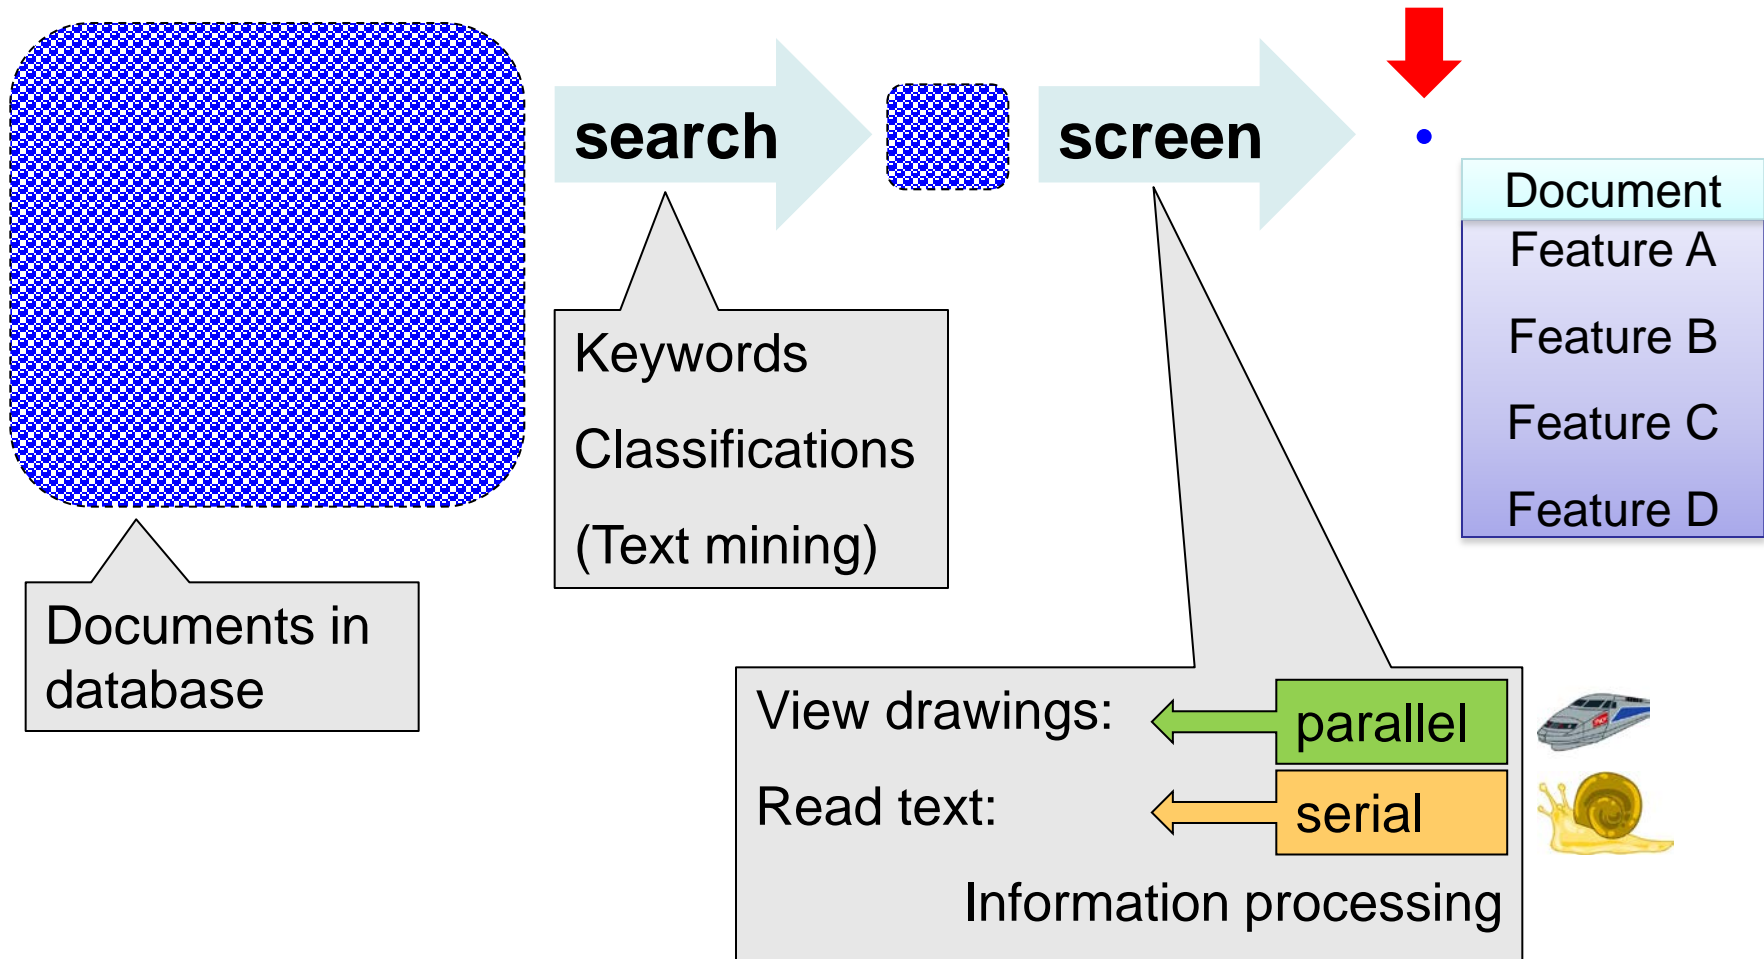 search
screen
Document
Feature A
Feature B
Feature C
Feature D
Keywords
Classifications
(Text mining)
Documents in
database
View drawings:
parallel
Read text:
serial
Information processing